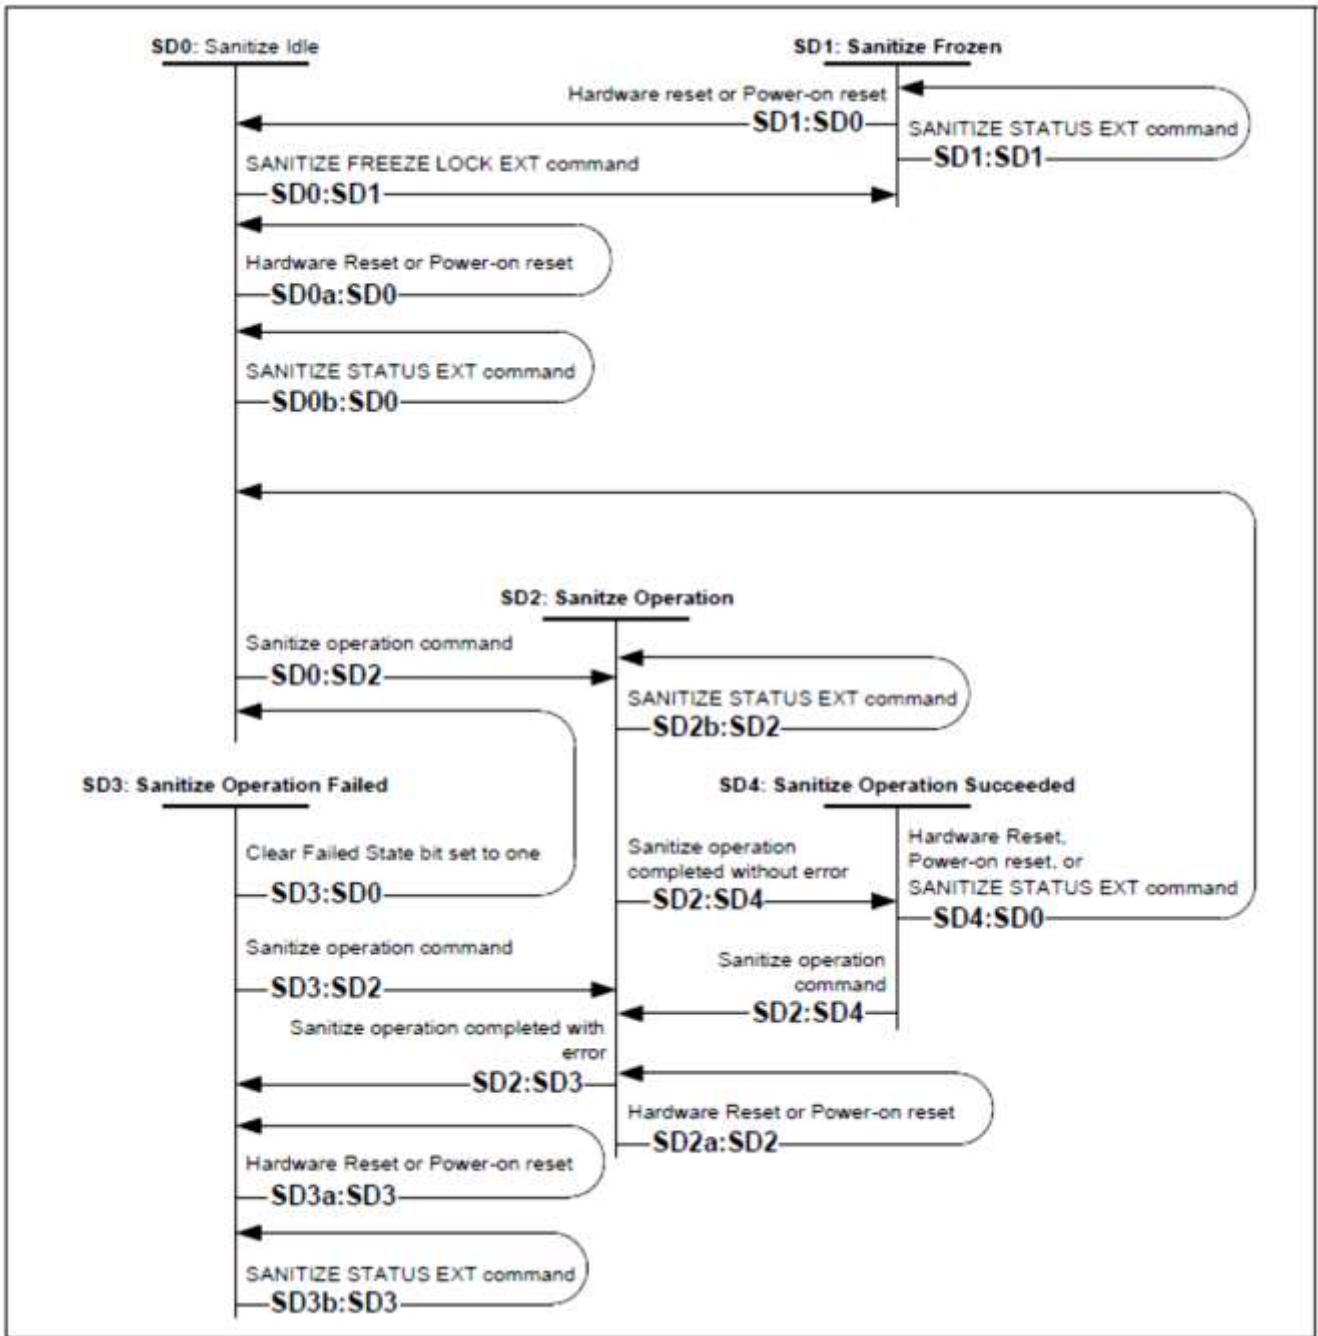 SD0: Sanitize Idle
SD1: Sanitize Frozen
Hardware reset or Power-on reset
SD1:SD0
SANITIZE STATUS EXT command
SD1:SD1
SANITIZE FREEZE LOCK EXT command
SD0:SD1
Hardware Reset or Power-on reset
SD0a:SD0
SANITIZE STATUS EXT command
SD0b:SD0
SD2: Sanitze Operation
Sanitize operation command
SD0:SD2
SANITIZE STATUS EXT command
SD2b:SD2
SD3: Sanitize Operation Failed
SD4: Sanitize Operation Succeeded
Clear Failed State bit set to one
SD3:SD0
Sanitize operation
completed without error
SD2:SD4
Hardware Reset,
Power-on reset, or
SANITIZE STATUS EXT command
SD4:SD0
Sanitize operation command
SD3:SD2
Sanitize operation
command
SD2:SD4
Sanitize operation completed with
error
SD2:SD3
Hardware Reset or Power-on reset
SD2a:SD2
Hardware Reset or Power-on reset
SD3a:SD3
SANITIZE STATUS EXT command
SD3b:SD3